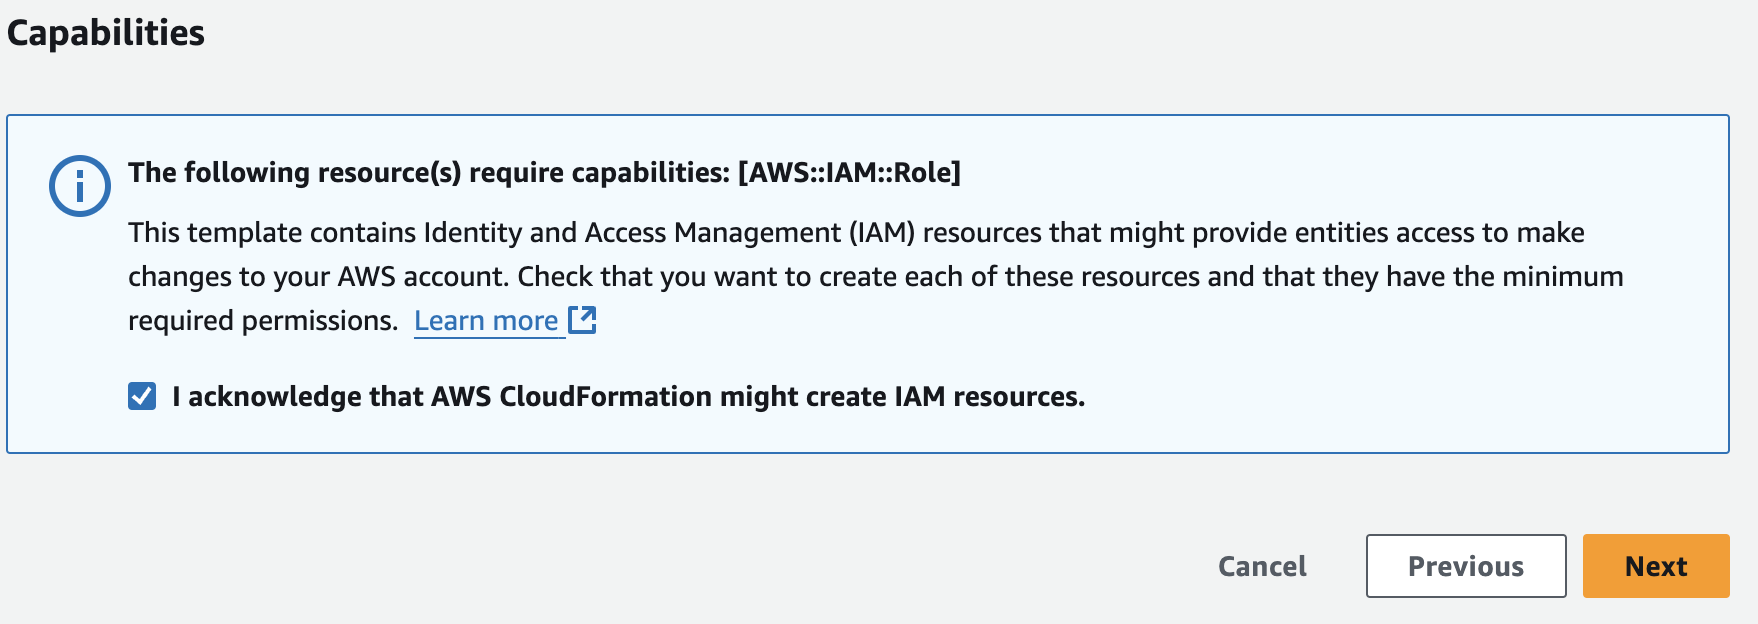 Capabilities
The following resource(s) require capabilities: [AWS::IAM::Role]
This template contains Identity and Access Management (IAM) resources that might provide entities access to make
changes to your AWS account. Check that you want to create each of these resources and that they have the minimum
required permissions. Learn more
I acknowledge that AWS CloudFormation might create IAM resources.
Cancel Previous Next